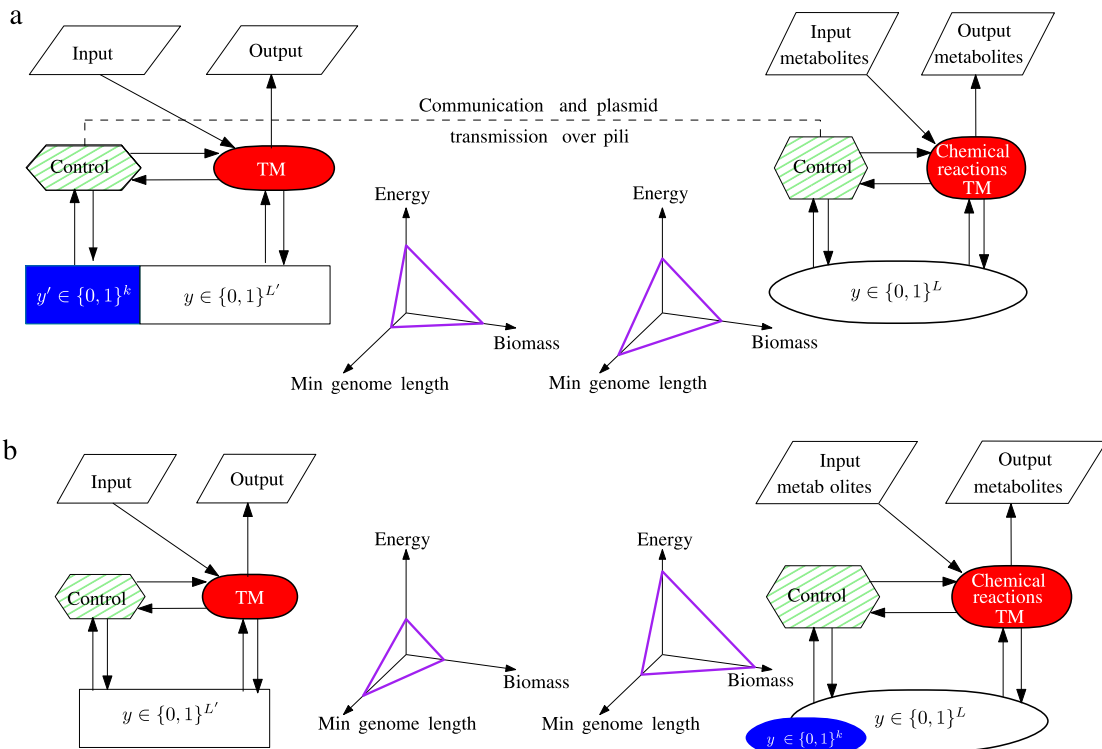 a
Input
Output
Input
metabolites
Output
metabolites
Communication and plasmid
transmission over pili
Control
TM
Control
Chemical
reactions
TM
Energy
Energy
y′ ∈ {0, 1}^k
y ∈ {0, 1}^{L′}
y ∈ {0, 1}^L
Biomass
Biomass
Min genome length
Min genome length
b
Input
Output
Input
metab olites
Output
metabolites
Energy
Energy
Control
TM
Control
Chemical
reactions
TM
Biomass
Biomass
y ∈ {0, 1}^{L′}
Min genome length
Min genome length
y ∈ {0, 1}^L
y ∈ {0, 1}^k